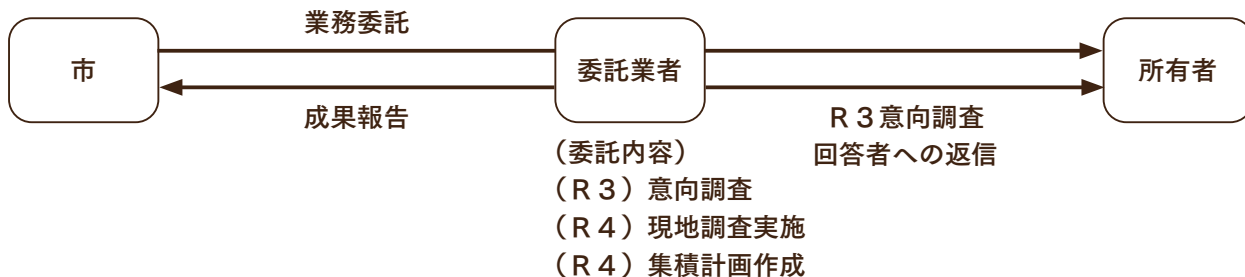 業務委託
市
委託業者
所有者
成果報告
R3意向調査
回答者への返信
(委託内容)
(R3)意向調査
(R4)現地調査実施
(R4)集積計画作成